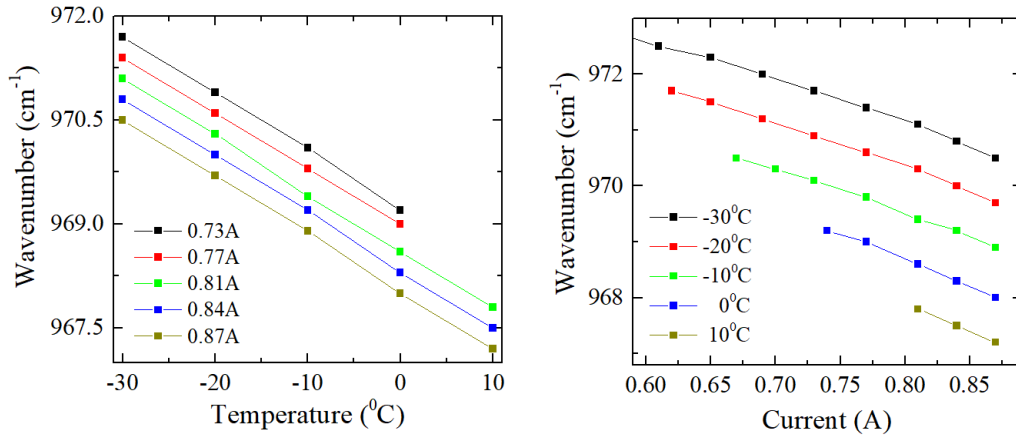 972.0
970.5
969.0
967.5
Wavenumber (cm⁻¹)
0.73A
0.77A
0.81A
0.84A
0.87A
-30
-20
-10
0
10
Temperature (⁰C)
972
970
968
Wavenumber (cm⁻¹)
-30⁰C
-20⁰C
-10⁰C
0⁰C
10⁰C
0.60
0.65
0.70
0.75
0.80
0.85
Current (A)